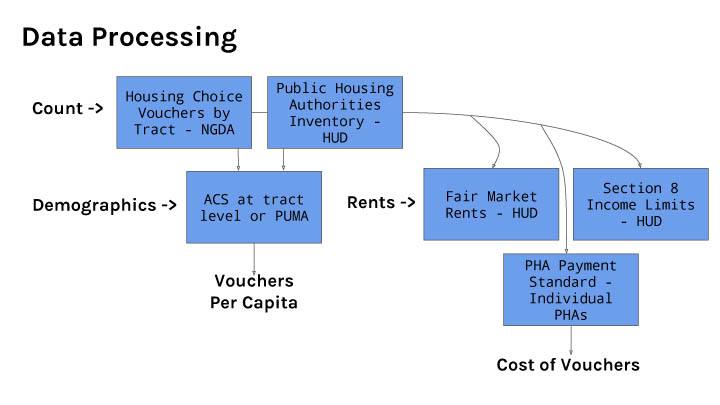 Data Processing
Count ->
Housing Choice
Vouchers by
Tract - NGDA
Public Housing
Authorities
Inventory -
HUD
Demographics ->
ACS at tract
level or PUMA
Rents ->
Fair Market
Rents - HUD
Section 8
Income Limits
- HUD
Vouchers
Per Capita
PHA Payment
Standard -
Individual
PHAs
Cost of Vouchers